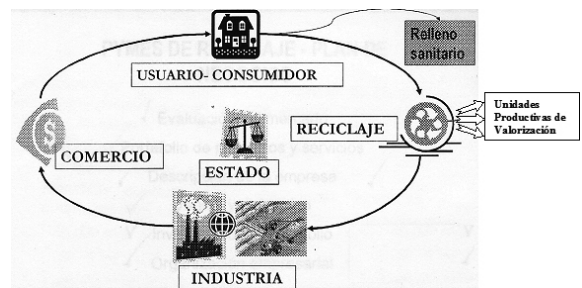 Relleno
sanitario
USUARIO- CONSUMIDOR
Unidades
Productivas de
Valorización
RECICLAJE
COMERCIO
ESTADO
INDUSTRIA